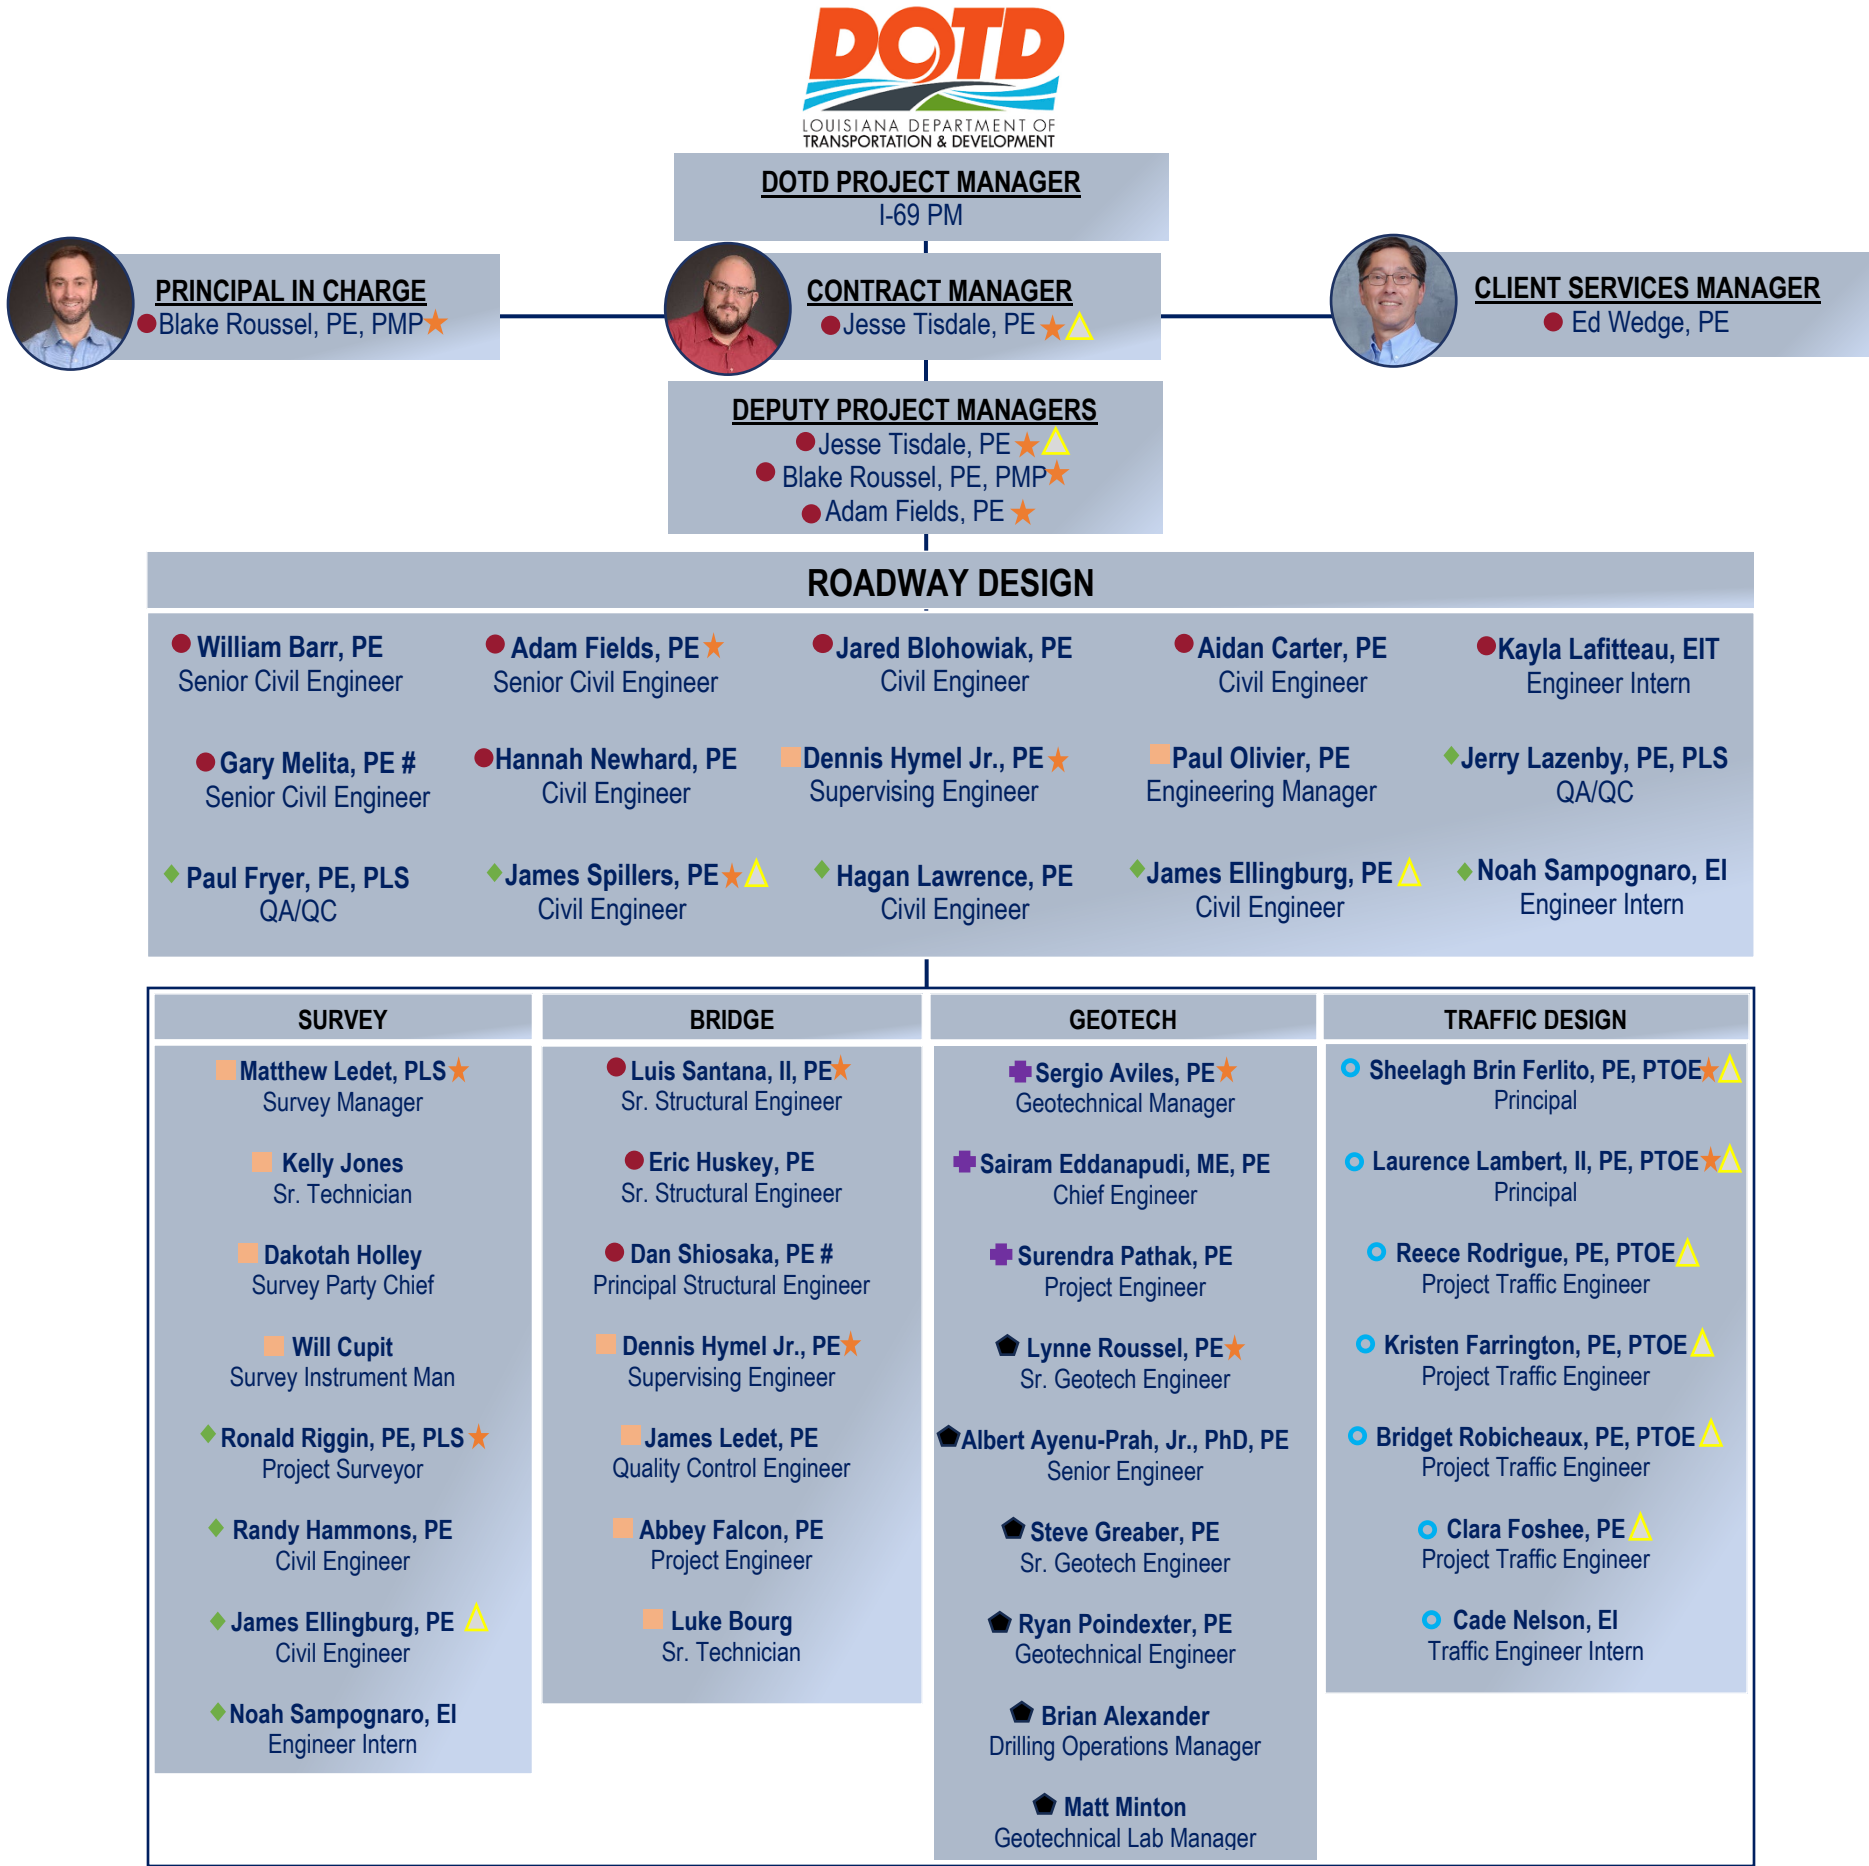 DOTD
LOUISIANA DEPARTMENT OF
TRANSPORTATION & DEVELOPMENT
DOTD PROJECT MANAGER
I-69 PM
PRINCIPAL IN CHARGE
Blake Roussel, PE, PMP
CONTRACT MANAGER
Jesse Tisdale, PE
CLIENT SERVICES MANAGER
Ed Wedge, PE
DEPUTY PROJECT MANAGERS
Jesse Tisdale, PE
Blake Roussel, PE, PMP
Adam Fields, PE
ROADWAY DESIGN
William Barr, PE
Senior Civil Engineer
Adam Fields, PE
Senior Civil Engineer
Jared Blohowiak, PE
Civil Engineer
Aidan Carter, PE
Civil Engineer
Kayla Lafitteau, EIT
Engineer Intern
Gary Melita, PE #
Senior Civil Engineer
Hannah Newhard, PE
Civil Engineer
Dennis Hymel Jr., PE
Supervising Engineer
Paul Olivier, PE
Engineering Manager
Jerry Lazenby, PE, PLS
QA/QC
Paul Fryer, PE, PLS
QA/QC
James Spillers, PE
Civil Engineer
Hagan Lawrence, PE
Civil Engineer
James Ellingburg, PE
Civil Engineer
Noah Sampognaro, EI
Engineer Intern
SURVEY
Matthew Ledet, PLS
Survey Manager
Kelly Jones
Sr. Technician
Dakotah Holley
Survey Party Chief
Will Cupit
Survey Instrument Man
Ronald Riggin, PE, PLS
Project Surveyor
Randy Hammons, PE
Civil Engineer
James Ellingburg, PE
Civil Engineer
Noah Sampognaro, EI
Engineer Intern
BRIDGE
Luis Santana, II, PE
Sr. Structural Engineer
Eric Huskey, PE
Sr. Structural Engineer
Dan Shiosaka, PE #
Principal Structural Engineer
Dennis Hymel Jr., PE
Supervising Engineer
James Ledet, PE
Quality Control Engineer
Abbey Falcon, PE
Project Engineer
Luke Bourg
Sr. Technician
GEOTECH
Sergio Aviles, PE
Geotechnical Manager
Sairam Eddanapudi, ME, PE
Chief Engineer
Surendra Pathak, PE
Project Engineer
Lynne Roussel, PE
Sr. Geotech Engineer
Albert Ayenu-Prah, Jr., PhD, PE
Senior Engineer
Steve Greaber, PE
Sr. Geotech Engineer
Ryan Poindexter, PE
Geotechnical Engineer
Brian Alexander
Drilling Operations Manager
Matt Minton
Geotechnical Lab Manager
TRAFFIC DESIGN
Sheelagh Brin Ferlito, PE, PTOE
Principal
Laurence Lambert, II, PE, PTOE
Principal
Reece Rodrigue, PE, PTOE
Project Traffic Engineer
Kristen Farrington, PE, PTOE
Project Traffic Engineer
Bridget Robicheaux, PE, PTOE
Project Traffic Engineer
Clara Foshee, PE
Project Traffic Engineer
Cade Nelson, EI
Traffic Engineer Intern